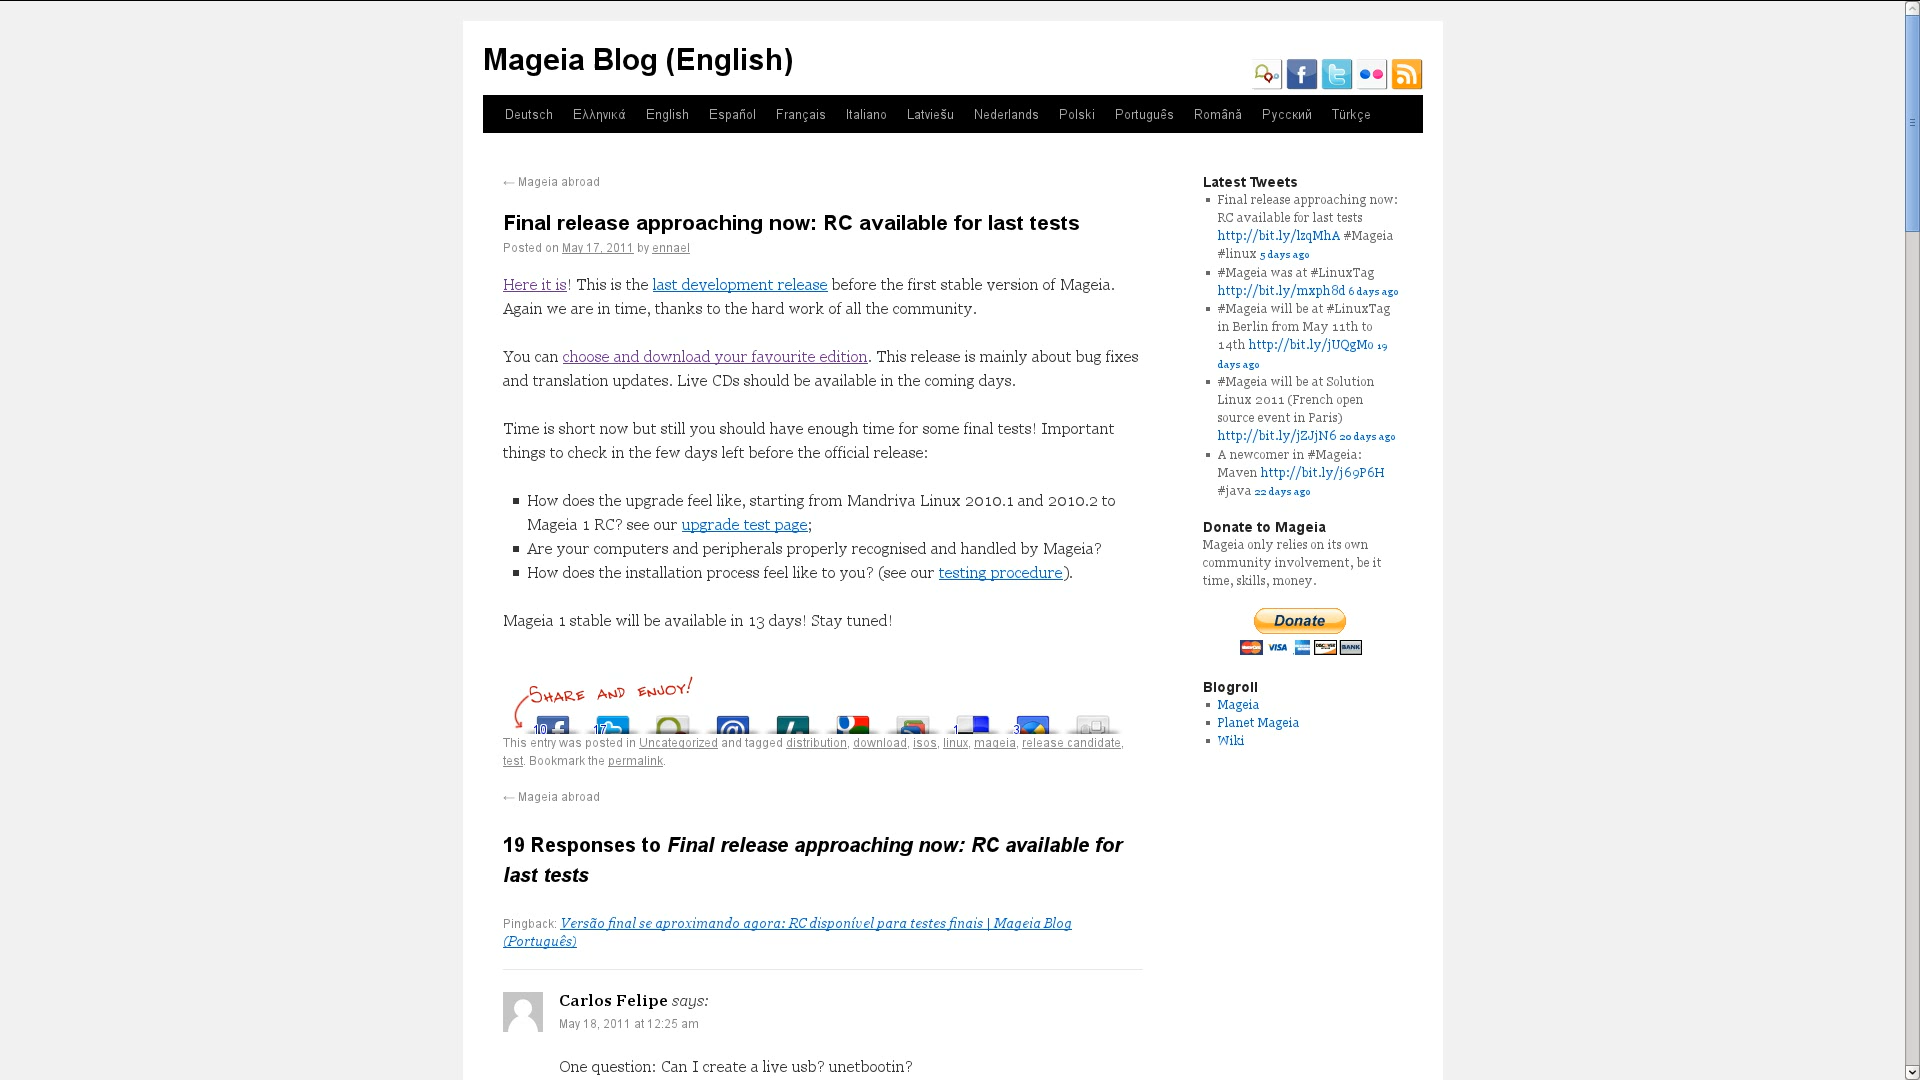 Mageia Blog (English)
Deutsch Ελληνικά English Español Français Italiano Latviešu Nederlands Polski Português Română Русский Türkçe
← Mageia abroad
Final release approaching now: RC available for last tests
Posted on May 17, 2011 by ennael
Here it is! This is the last development release before the first stable version of Mageia.
Again we are in time, thanks to the hard work of all the community.
You can choose and download your favourite edition. This release is mainly about bug fixes
and translation updates. Live CDs should be available in the coming days.
Time is short now but still you should have enough time for some final tests! Important
things to check in the few days left before the official release:
How does the upgrade feel like, starting from Mandriva Linux 2010.1 and 2010.2 to
Mageia 1 RC? see our upgrade test page;
Are your computers and peripherals properly recognised and handled by Mageia?
How does the installation process feel like to you? (see our testing procedure).
Mageia 1 stable will be available in 13 days! Stay tuned!
Share and enjoy!
10 17 1 3
This entry was posted in Uncategorized and tagged distribution, download, isos, linux, mageia, release candidate,
test. Bookmark the permalink.
← Mageia abroad
19 Responses to Final release approaching now: RC available for
last tests
Pingback: Versão final se aproximando agora: RC disponível para testes finais | Mageia Blog
(Português)
Carlos Felipe says:
May 18, 2011 at 12:25 am
One question: Can I create a live usb? unetbootin?
Latest Tweets
Final release approaching now:
RC available for last tests
http://bit.ly/lzqMhA #Mageia
#linux 5 days ago
#Mageia was at #LinuxTag
http://bit.ly/mxph8d 6 days ago
#Mageia will be at #LinuxTag
in Berlin from May 11th to
14th http://bit.ly/jUQgMo 19
days ago
#Mageia will be at Solution
Linux 2011 (French open
source event in Paris)
http://bit.ly/jZJjN6 20 days ago
A newcomer in #Mageia:
Maven http://bit.ly/j69P6H
#java 22 days ago
Donate to Mageia
Mageia only relies on its own
community involvement, be it
time, skills, money.
Donate
VISA BANK
Blogroll
Mageia
Planet Mageia
Wiki